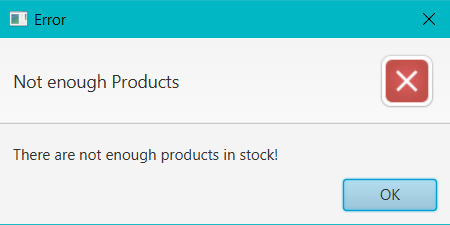 Error
Not enough Products
There are not enough products in stock!
OK